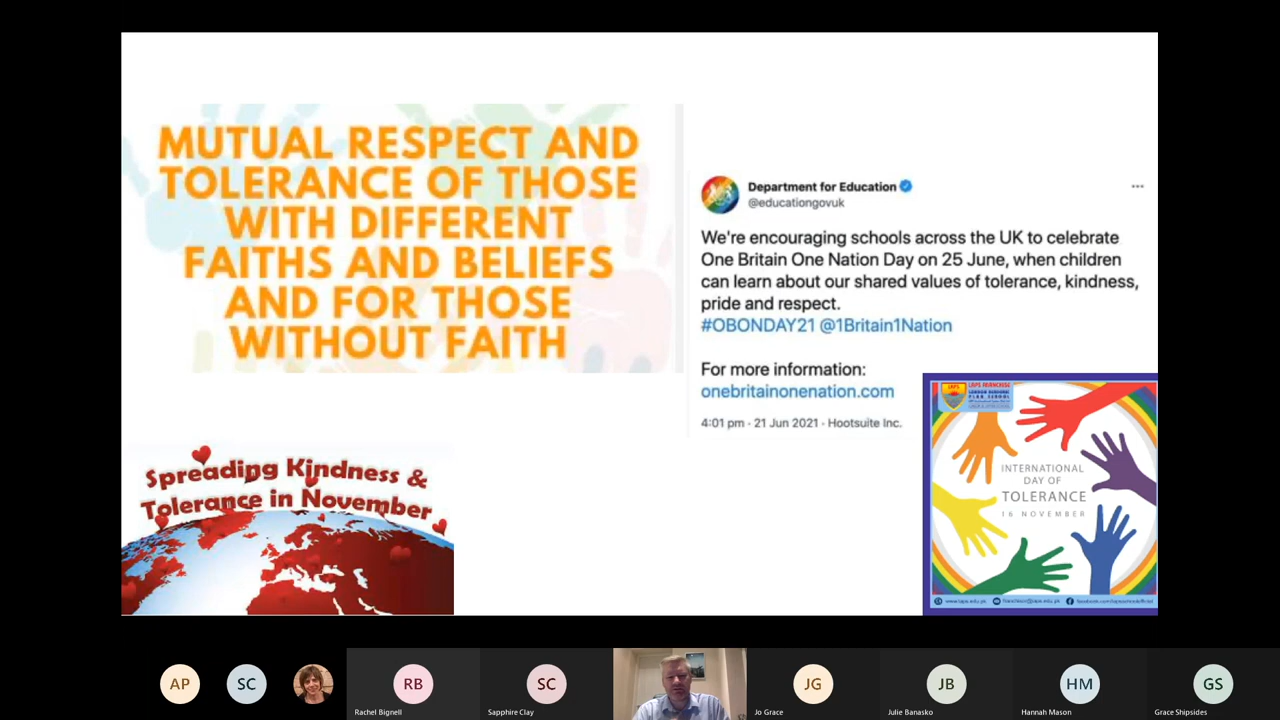 MUTUAL RESPECT AND
TOLERANCE OF THOSE
WITH DIFFERENT
FAITHS AND BELIEFS
AND FOR THOSE
WITHOUT FAITH
Department for Education
@educationgovuk
We're encouraging schools across the UK to celebrate
One Britain One Nation Day on 25 June, when children
can learn about our shared values of tolerance, kindness,
pride and respect.
#OBONDAY21 @1Britain1Nation
For more information:
onebritainonenation.com
4:01 pm · 21 Jun 2021 · Hootsuite Inc.
Spreading Kindness &
Tolerance in November
LAPS
INTERNATIONAL
DAY OF
TOLERANCE
16 NOVEMBER
AP
SC
RB
Rachel Bignell
SC
Sapphire Clay
JG
Jo Grace
JB
Julie Banasko
HM
Hannah Mason
GS
Grace Shipsides